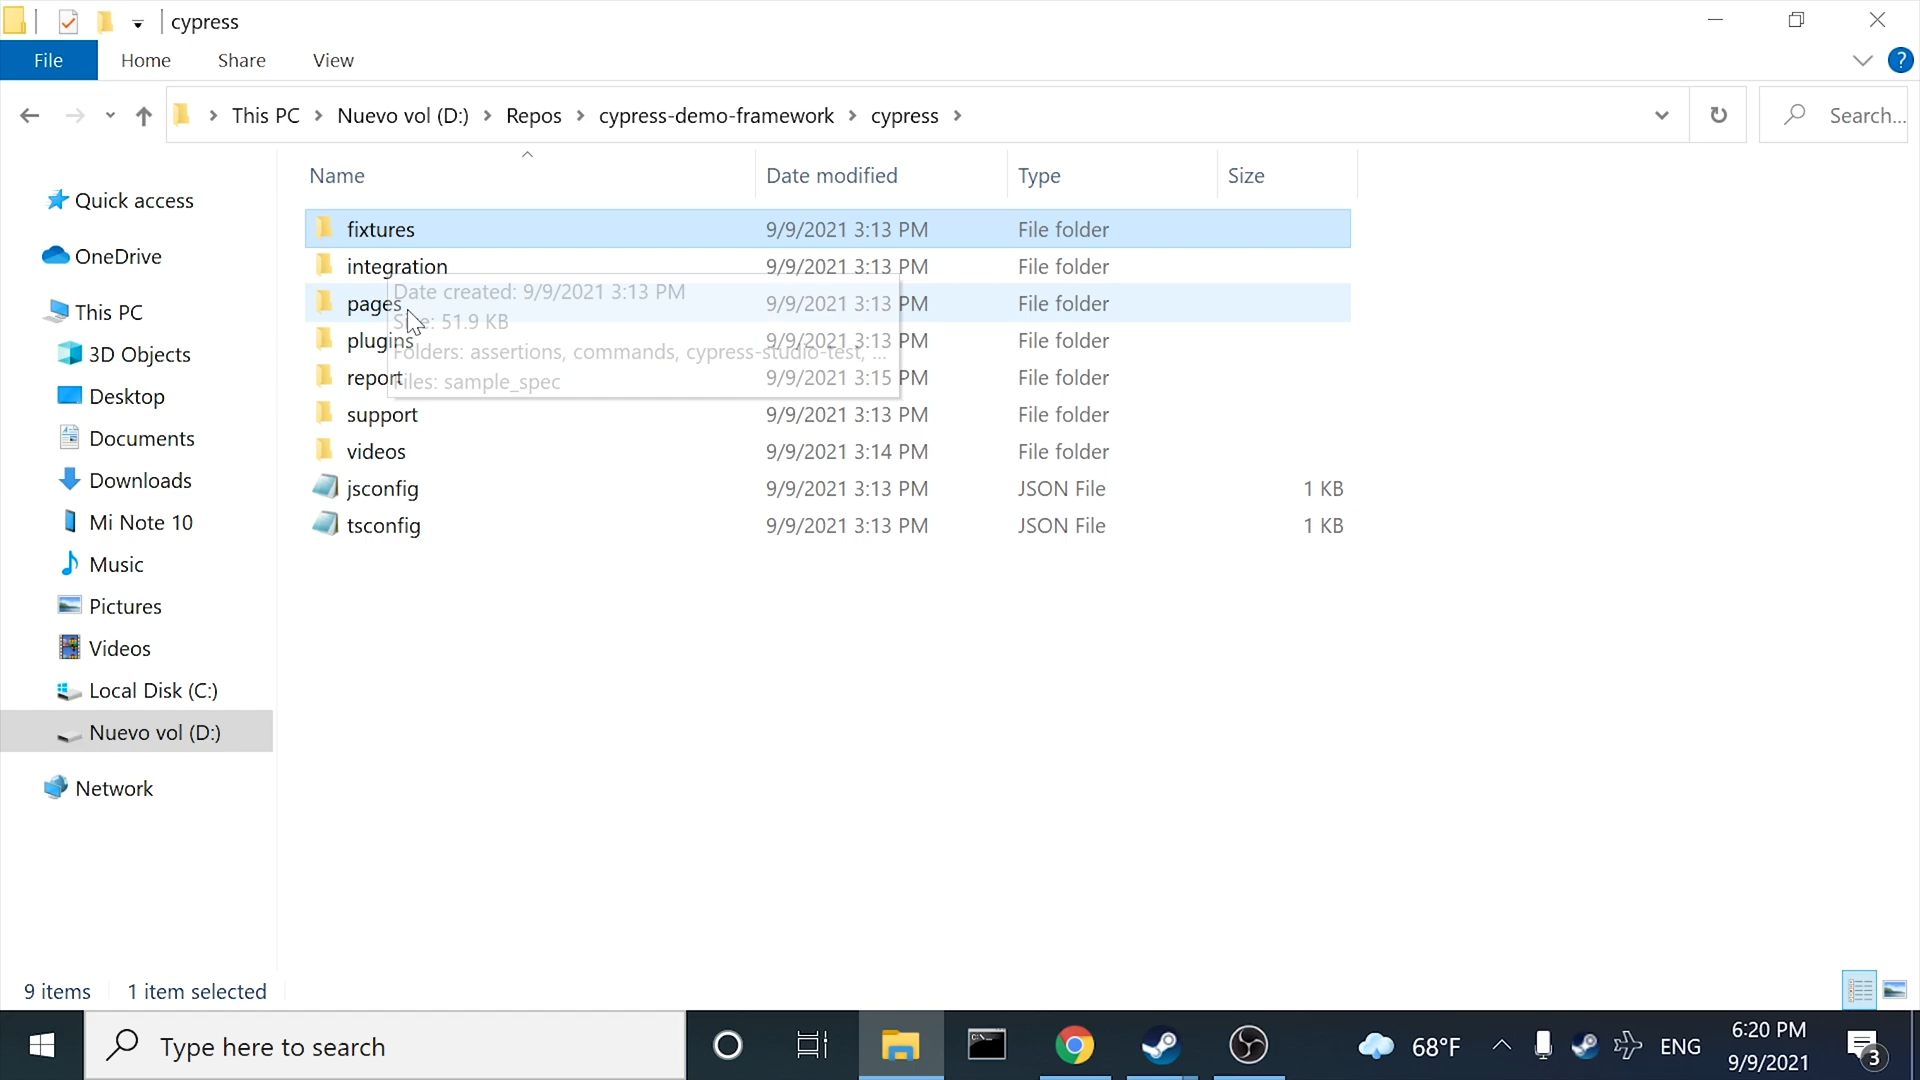 cypress
File Home Share View
?
This PC Nuevo vol (D:) Repos cypress-demo-framework cypress
Search...
Name Date modified Type Size
Quick access
OneDrive
This PC
3D Objects
Desktop
Documents
Downloads
Mi Note 10
Music
Pictures
Videos
Local Disk (C:)
Nuevo vol (D:)
Network
fixtures 9/9/2021 3:13 PM File folder
integration 9/9/2021 3:13 PM File folder
pages 9/9/2021 3:13 PM File folder
plugins 9/9/2021 3:13 PM File folder
report 9/9/2021 3:15 PM File folder
support 9/9/2021 3:13 PM File folder
videos 9/9/2021 3:14 PM File folder
jsconfig 9/9/2021 3:13 PM JSON File 1 KB
tsconfig 9/9/2021 3:13 PM JSON File 1 KB
Date created: 9/9/2021 3:13 PM
Size: 51.9 KB
Folders: assertions, commands, cypress-studio-test, ...
Files: sample_spec
9 items 1 item selected
Type here to search
68°F
ENG
6:20 PM
9/9/2021
3